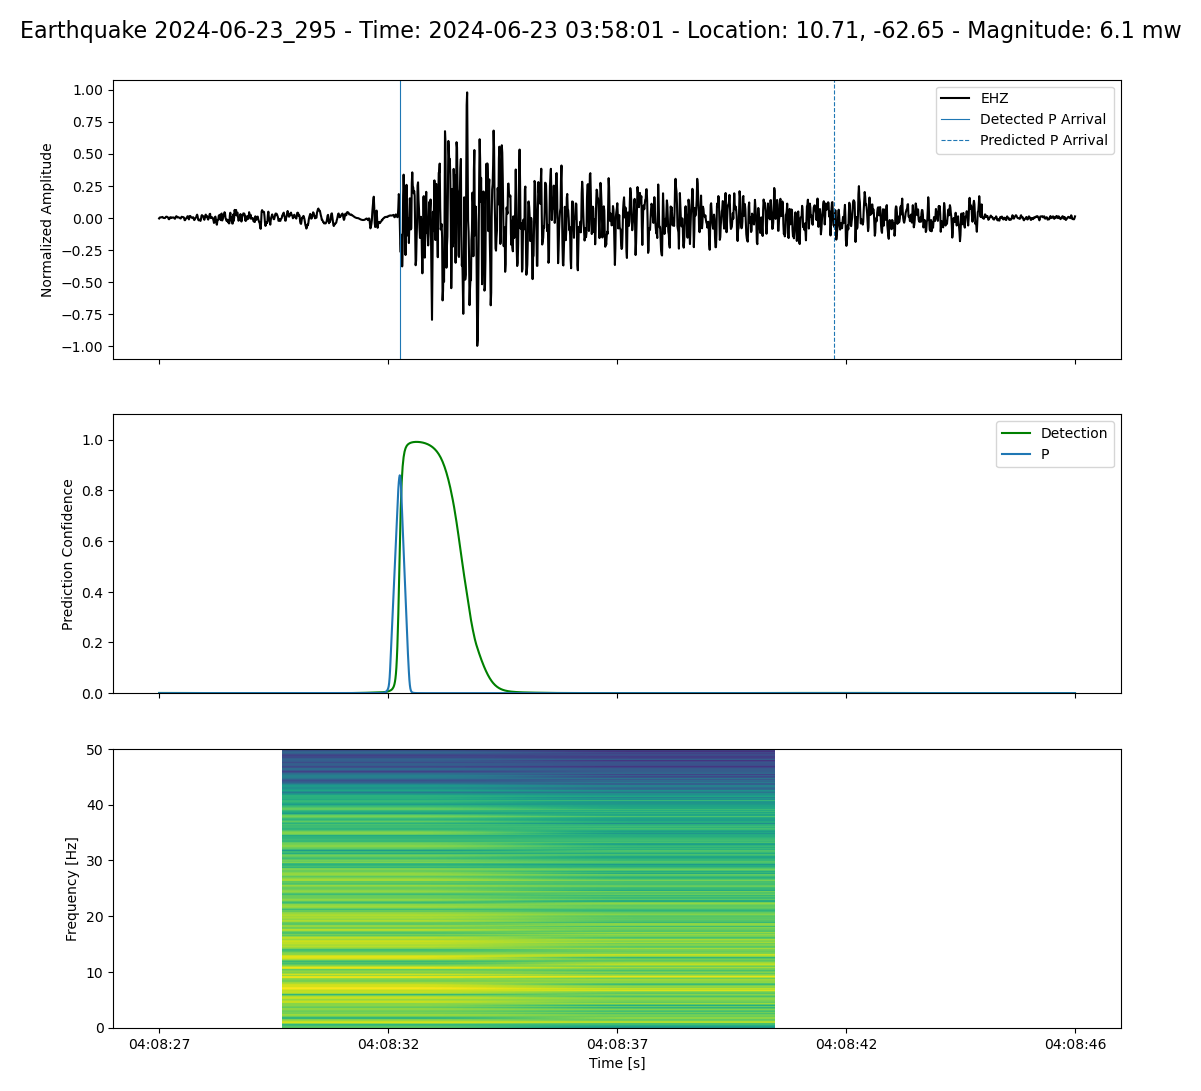 Earthquake 2024-06-23_295 - Time: 2024-06-23 03:58:01 - Location: 10.71, -62.65 - Magnitude: 6.1 mw
1.00
0.75
0.50
0.25
0.00
−0.25
−0.50
−0.75
−1.00
Normalized Amplitude
EHZ
Detected P Arrival
Predicted P Arrival
1.0
0.8
0.6
0.4
0.2
0.0
Prediction Confidence
Detection
P
50
40
30
20
10
0
Frequency [Hz]
04:08:27
04:08:32
04:08:37
04:08:42
04:08:46
Time [s]